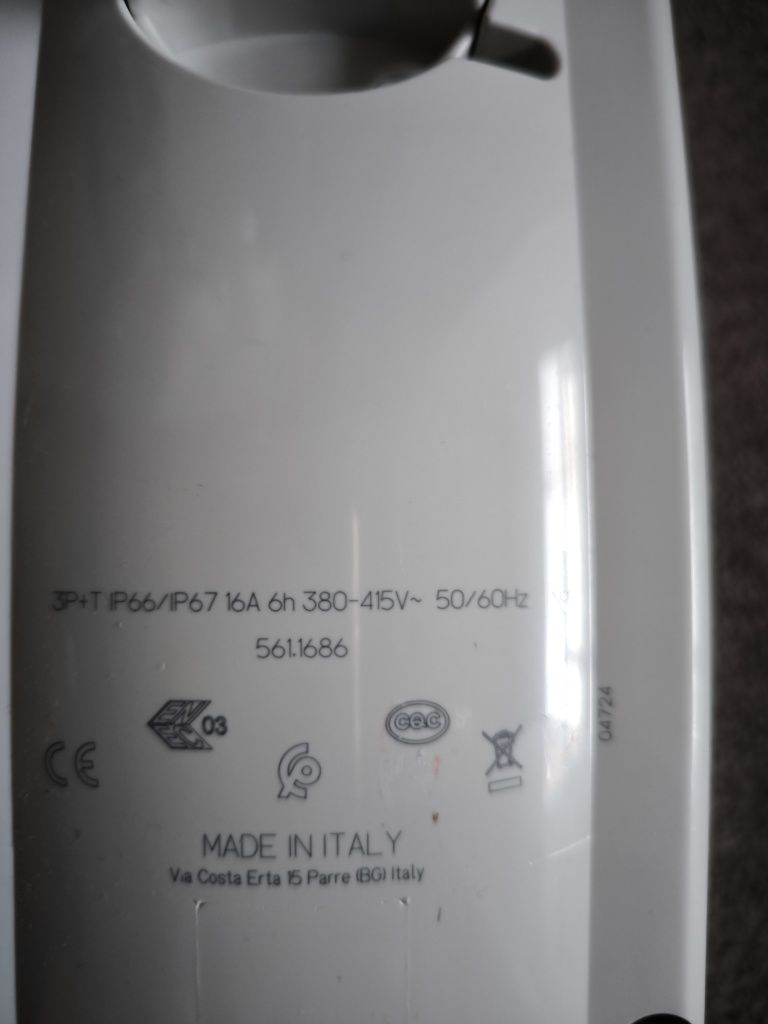 3P+T IP66/IP67 16A 6h 380-415V~ 50/60Hz
561.1686
04724
ENEC 03
CE
MADE IN ITALY
Via Costa Erta 15 Parre (BG) Italy